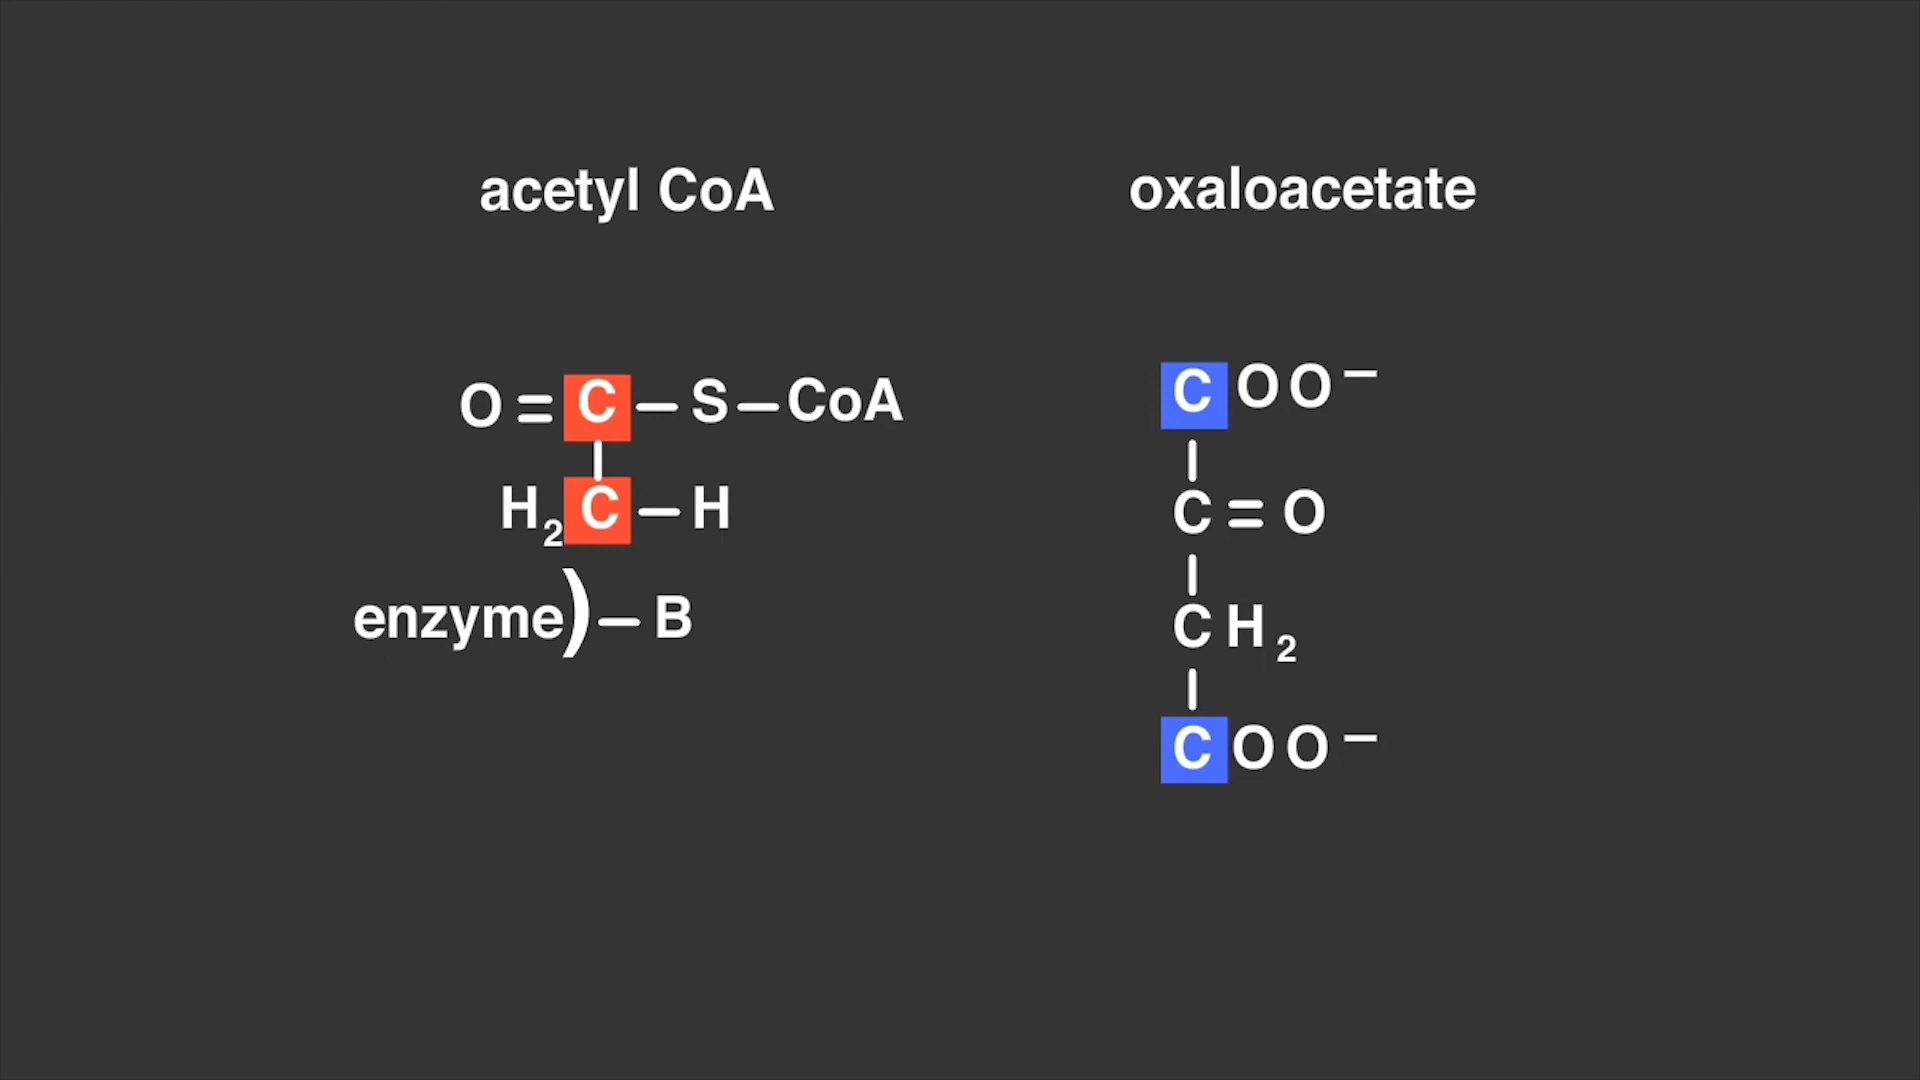 acetyl CoA
O=C–S–CoA
H₂C–H
enzyme)–B
oxaloacetate
COO⁻
C=O
CH₂
COO⁻